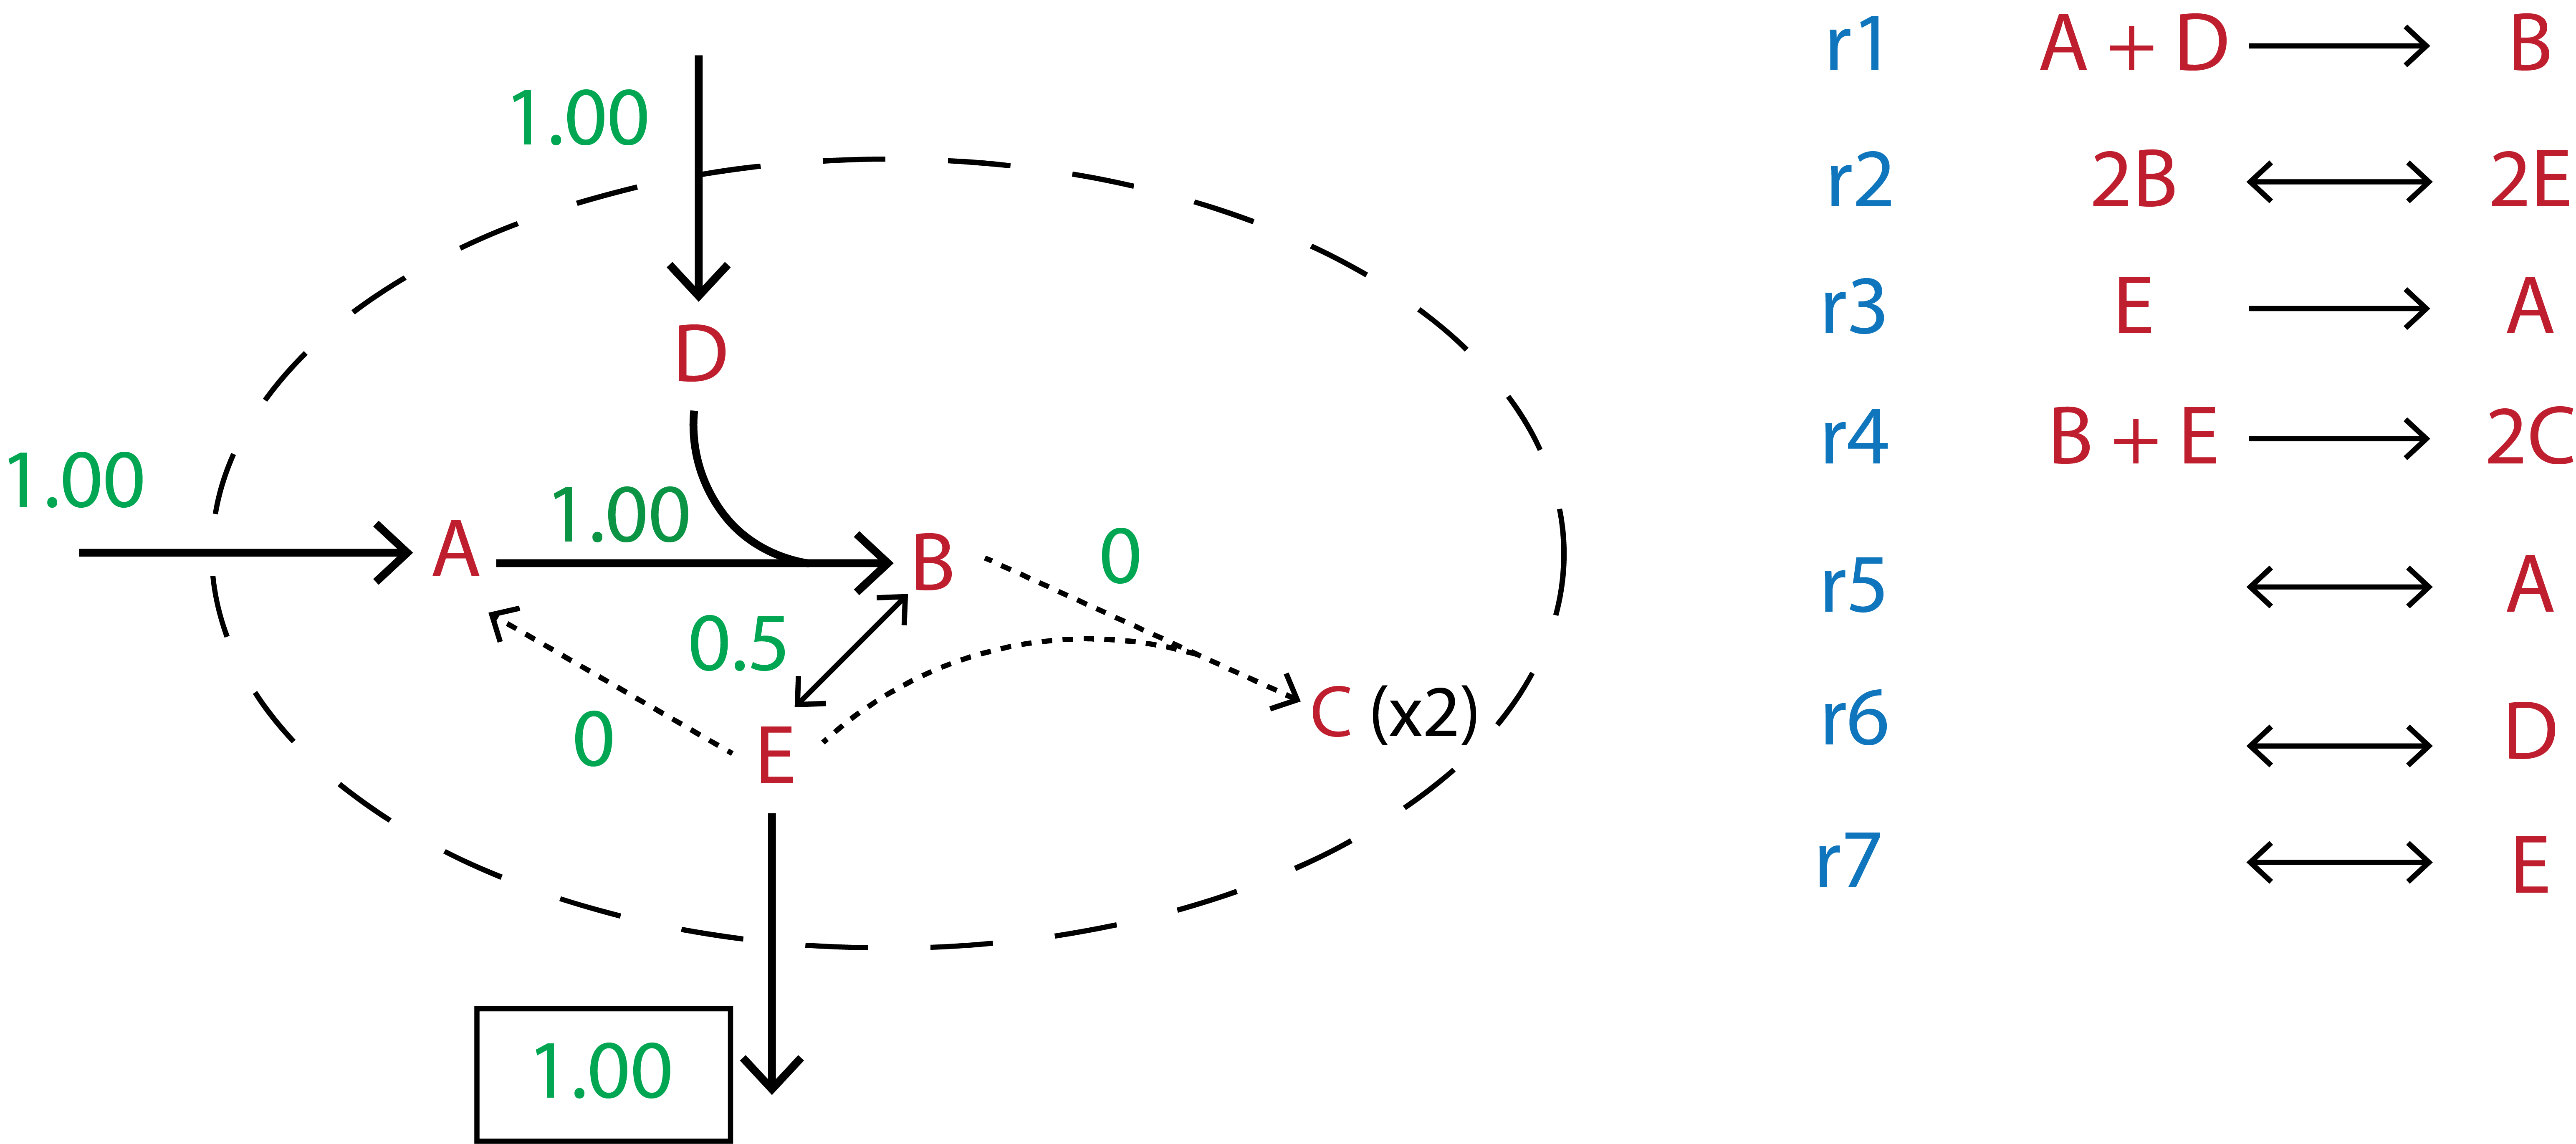 1.00
D
1.00
A
1.00
B
0
0.5
0
E
C (x2)
1.00
r1 A + D B
r2 2B 2E
r3 E A
r4 B + E 2C
r5 A
r6 D
r7 E